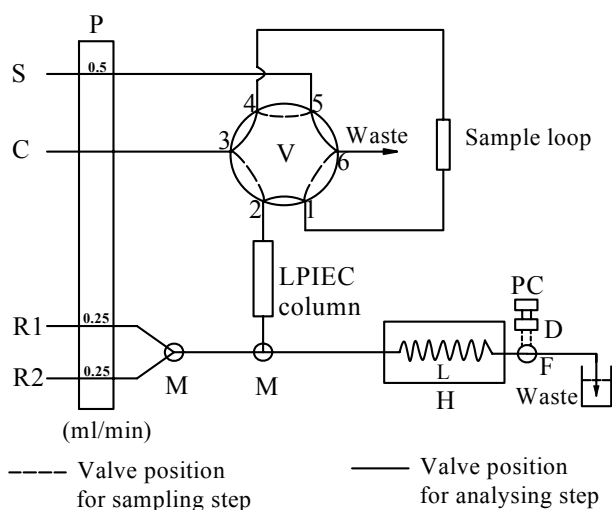 P
S
0.5
C
4
5
3
V
6
2
1
Waste
Sample loop
LPIEC
column
R1
0.25
R2
0.25
M
M
L
H
PC
D
F
Waste
(ml/min)
Valve position
for sampling step
Valve position
for analysing step